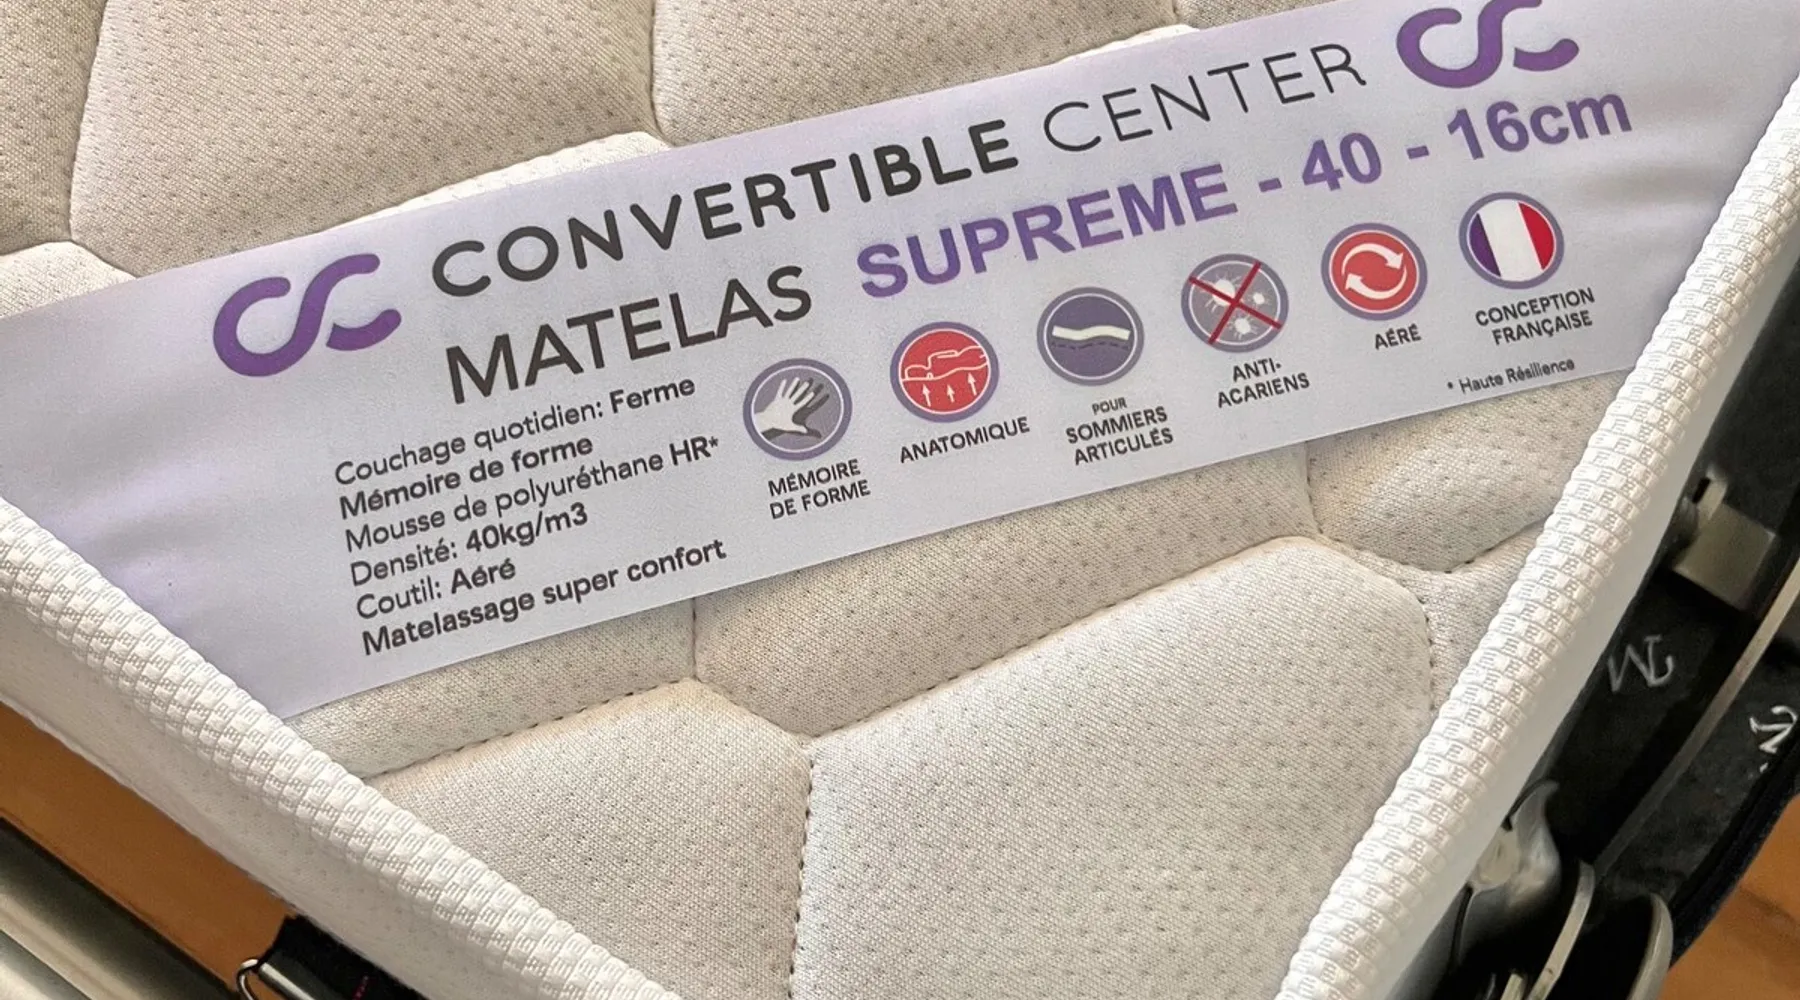 CONVERTIBLE CENTER
MATELAS SUPREME - 40 - 16cm
Couchage quotidien: Ferme
Mémoire de forme
Mousse de polyuréthane HR*
Densité: 40kg/m3
Coutil: Aéré
Matelassage super confort
MÉMOIRE
DE FORME
ANATOMIQUE
POUR
SOMMIERS
ARTICULÉS
ANTI-
ACARIENS
AÉRÉ
CONCEPTION
FRANÇAISE
* Haute Résilience